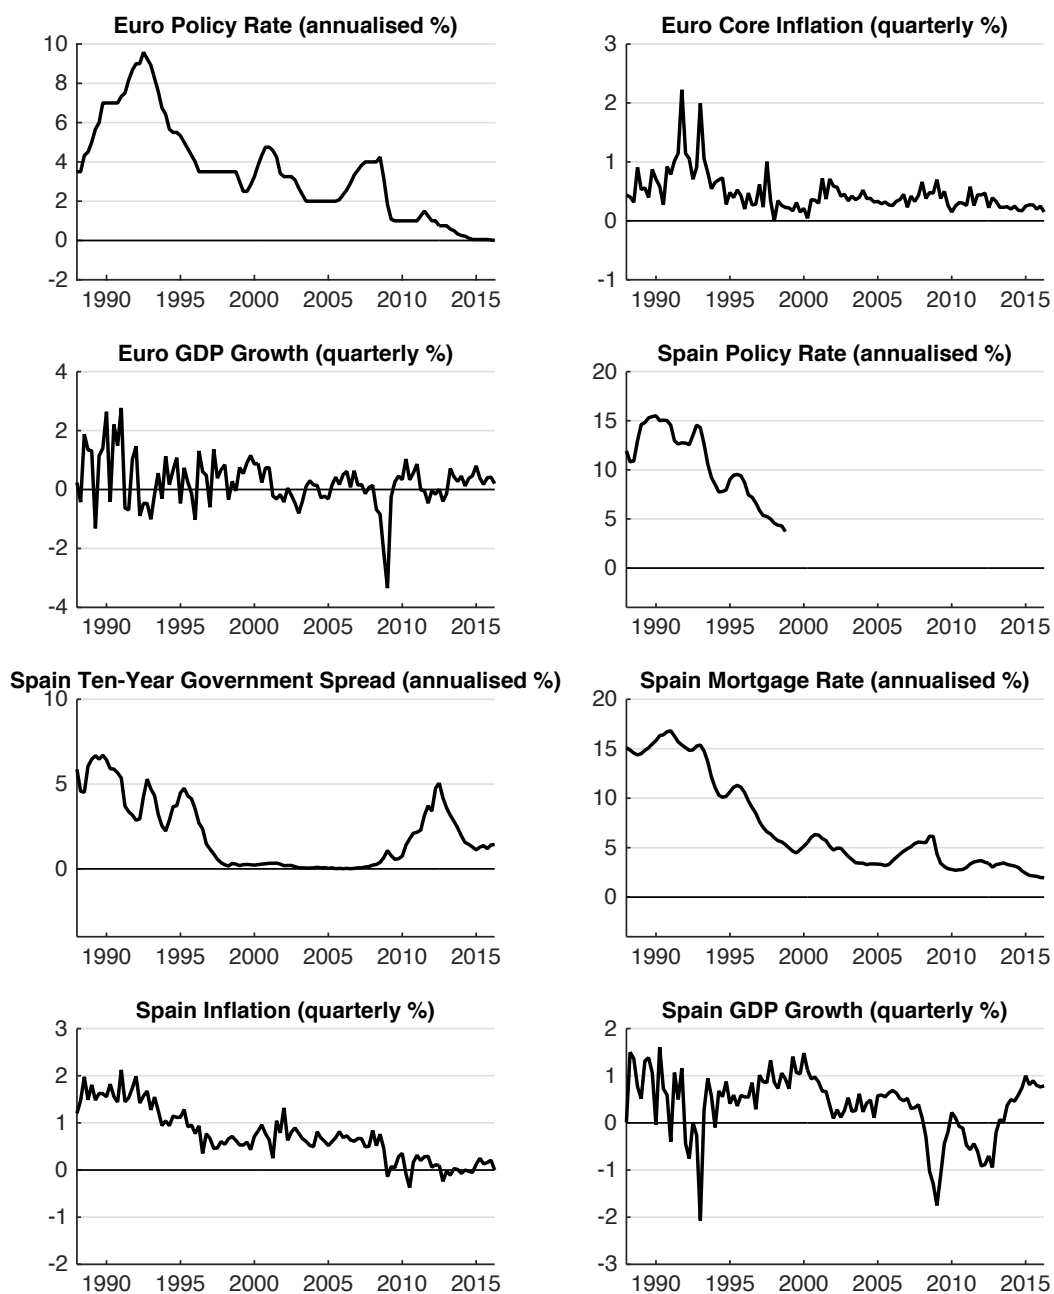 Euro Policy Rate (annualised %)
10
8
6
4
2
0
-2
1990 1995 2000 2005 2010 2015
Euro Core Inflation (quarterly %)
3
2
1
0
-1
1990 1995 2000 2005 2010 2015
Euro GDP Growth (quarterly %)
4
2
0
-2
-4
1990 1995 2000 2005 2010 2015
Spain Policy Rate (annualised %)
20
15
10
5
0
1990 1995 2000 2005 2010 2015
Spain Ten-Year Government Spread (annualised %)
10
5
0
1990 1995 2000 2005 2010 2015
Spain Mortgage Rate (annualised %)
20
15
10
5
0
1990 1995 2000 2005 2010 2015
Spain Inflation (quarterly %)
3
2
1
0
-1
-2
1990 1995 2000 2005 2010 2015
Spain GDP Growth (quarterly %)
2
1
0
-1
-2
-3
1990 1995 2000 2005 2010 2015